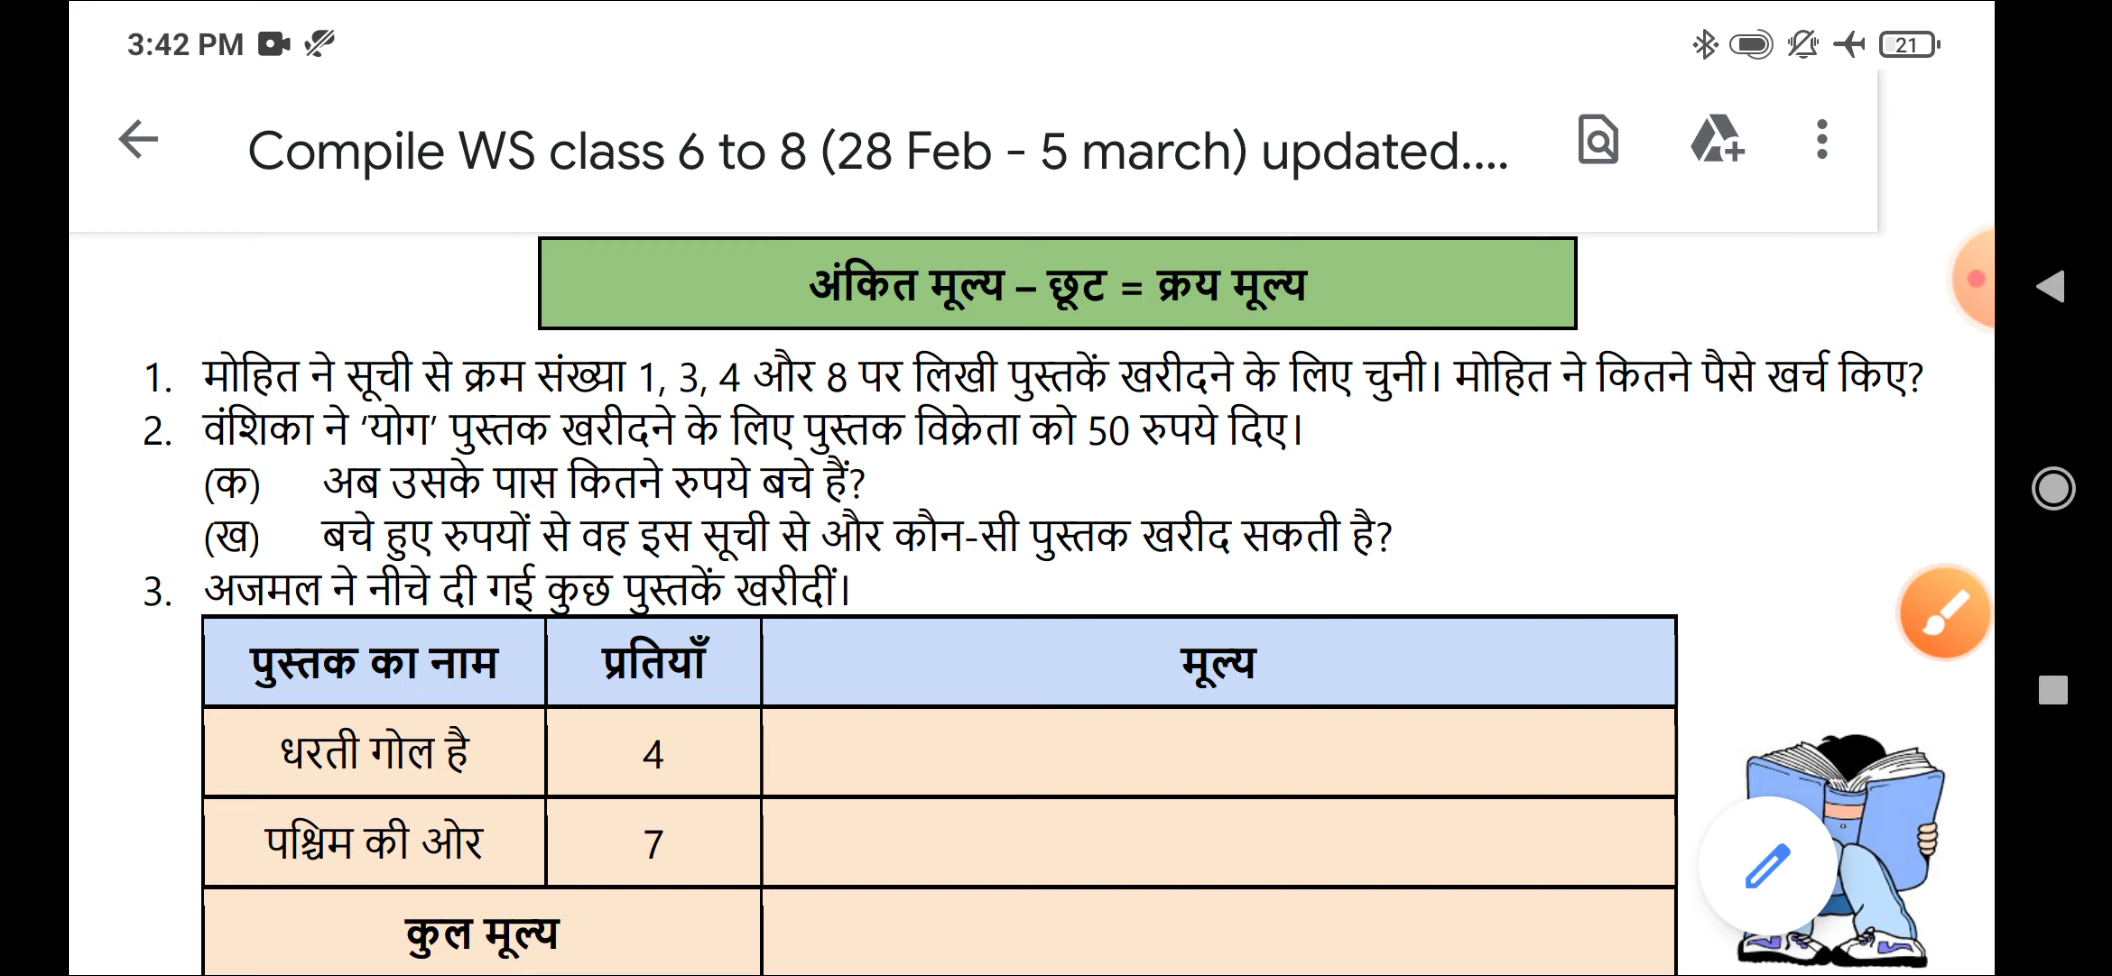 3:42 PM
21
Compile WS class 6 to 8 (28 Feb - 5 march) updated....
अंकित मूल्य – छूट = क्रय मूल्य
1. मोहित ने सूची से क्रम संख्या 1, 3, 4 और 8 पर लिखी पुस्तकें खरीदने के लिए चुनी। मोहित ने कितने पैसे खर्च किए?
2. वंशिका ने ‘योग’ पुस्तक खरीदने के लिए पुस्तक विक्रेता को 50 रुपये दिए।
(क) अब उसके पास कितने रुपये बचे हैं?
(ख) बचे हुए रुपयों से वह इस सूची से और कौन-सी पुस्तक खरीद सकती है?
3. अजमल ने नीचे दी गई कुछ पुस्तकें खरीदीं।
पुस्तक का नाम प्रतियाँ मूल्य
धरती गोल है 4
पश्चिम की ओर 7
कुल मूल्य